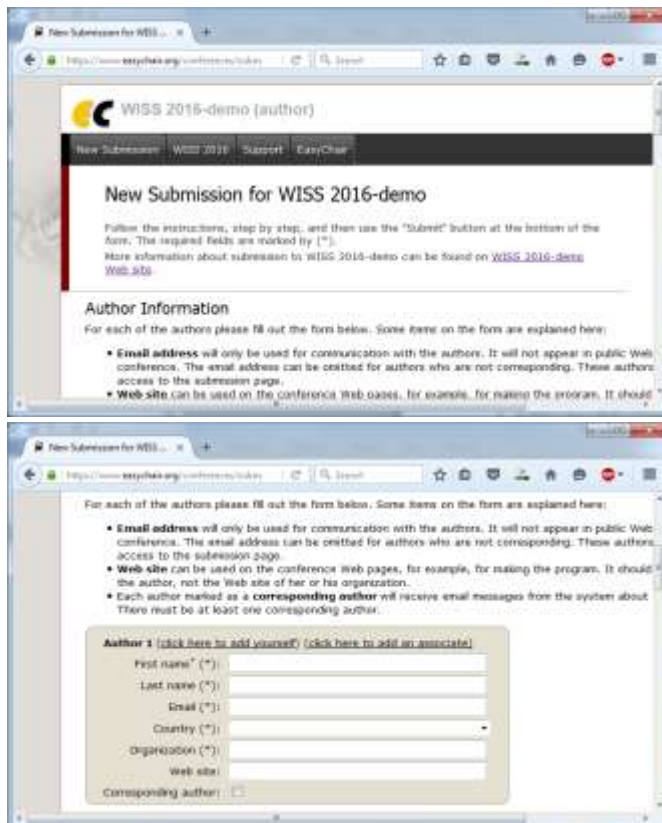 New Submission for WISS ... × +
https://www.easychair.org/conferences/submi Search
WISS 2016-demo (author)
New Submission WISS 2016 Support EasyChair
New Submission for WISS 2016-demo
Follow the instructions, step by step, and then use the "Submit" button at the bottom of the
form. The required fields are marked by (*).
More information about submission to WISS 2016-demo can be found on WISS 2016-demo
Web site.
Author Information
For each of the authors please fill out the form below. Some items on the form are explained here:
• Email address will only be used for communication with the authors. It will not appear in public Web
conference. The email address can be omitted for authors who are not corresponding. These authors
access to the submission page.
• Web site can be used on the conference Web pages, for example, for making the program. It should
New Submission for WISS ... × +
Search
For each of the authors please fill out the form below. Some items on the form are explained here:
• Email address will only be used for communication with the authors. It will not appear in public Web
conference. The email address can be omitted for authors who are not corresponding. These authors
access to the submission page.
• Web site can be used on the conference Web pages, for example, for making the program. It should
the author, not the Web site of her or his organization.
• Each author marked as a corresponding author will receive email messages from the system about
There must be at least one corresponding author.
Author 1 (click here to add yourself) (click here to add an associate)
First name* (*):
Last name (*):
Email (*):
Country (*):
Organization (*):
Web site:
Corresponding author: